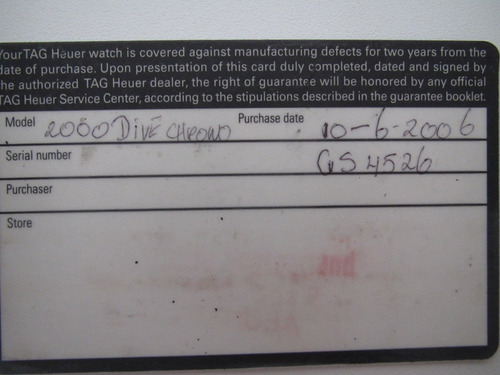 Your TAG Heuer watch is covered against manufacturing defects for two years from the
date of purchase. Upon presentation of this card duly completed, dated and signed by
the authorized TAG Heuer dealer, the right of guarantee will be honored by any official
TAG Heuer Service Center, according to the stipulations described in the guarantee booklet.
Model 2000 DIVE CHRONO Purchase date 10-6-2006
Serial number GS4526
Purchaser
Store